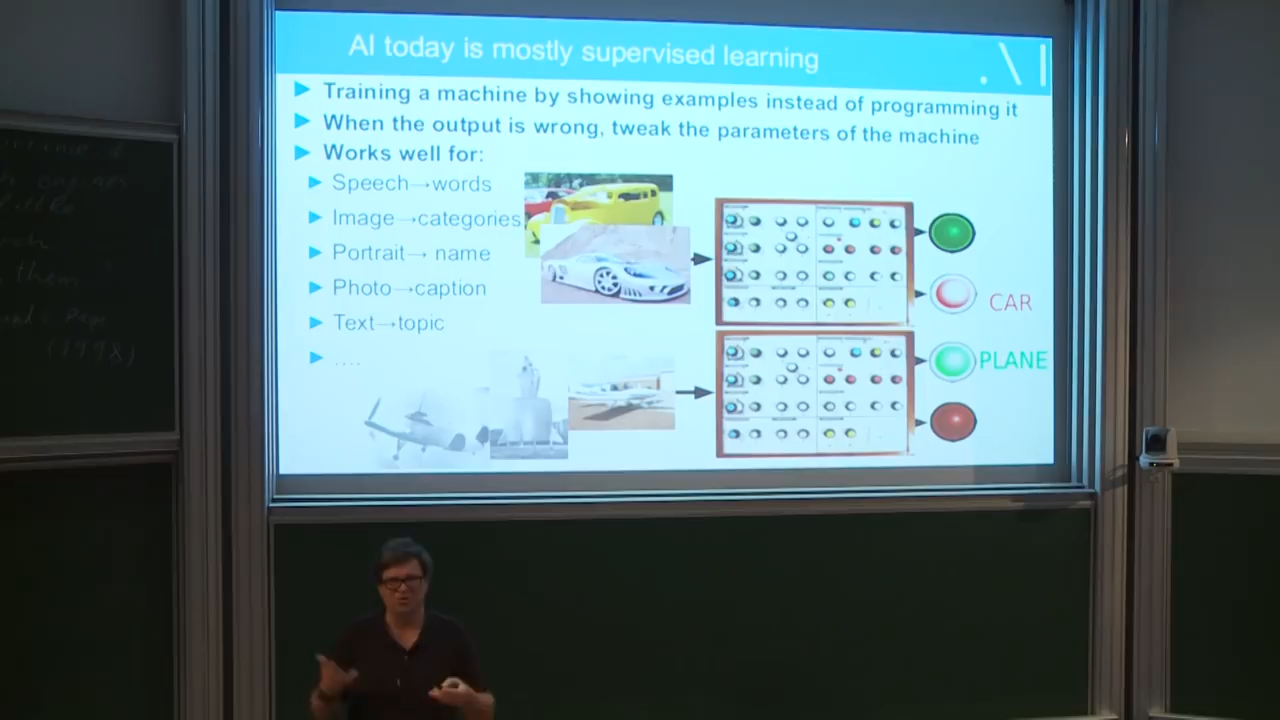 AI today is mostly supervised learning
Training a machine by showing examples instead of programming it
When the output is wrong, tweak the parameters of the machine
Works well for:
Speech→words
Image→categories
Portrait→ name
Photo→caption
Text→topic
....
CAR
PLANE
them
(199X)